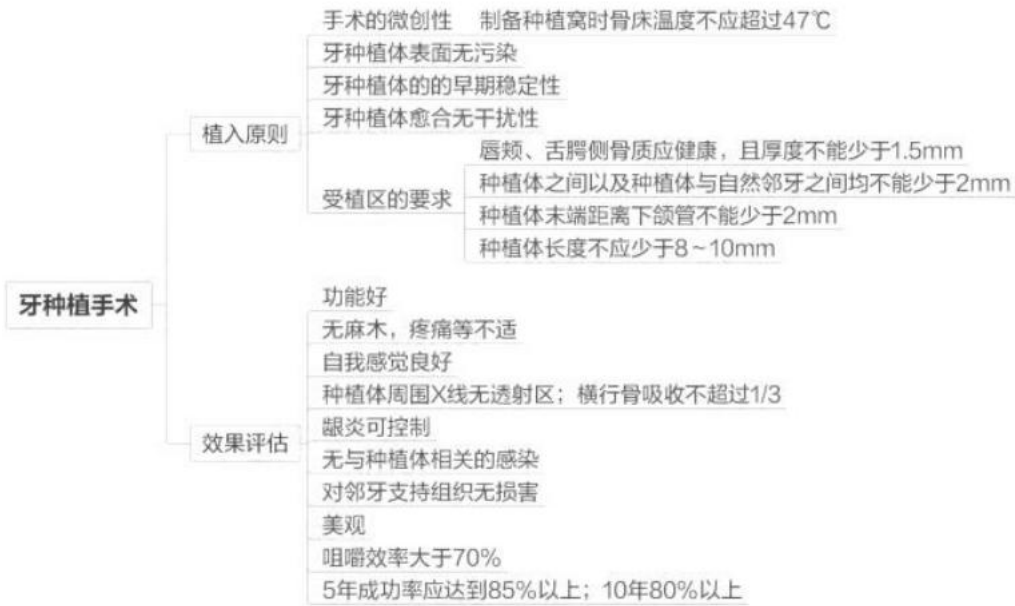 手术的微创性 制备种植窝时骨床温度不应超过47℃
牙种植体表面无污染
牙种植体的的早期稳定性
牙种植体愈合无干扰性
植入原则
唇颊、舌腭侧骨质应健康，且厚度不能少于1.5mm
种植体之间以及种植体与自然邻牙之间均不能少于2mm
受植区的要求
种植体末端距离下颌管不能少于2mm
种植体长度不应少于8~10mm
牙种植手术
功能好
无麻木，疼痛等不适
自我感觉良好
种植体周围X线无透射区；横行骨吸收不超过1/3
龈炎可控制
效果评估
无与种植体相关的感染
对邻牙支持组织无损害
美观
咀嚼效率大于70%
5年成功率应达到85%以上；10年80%以上